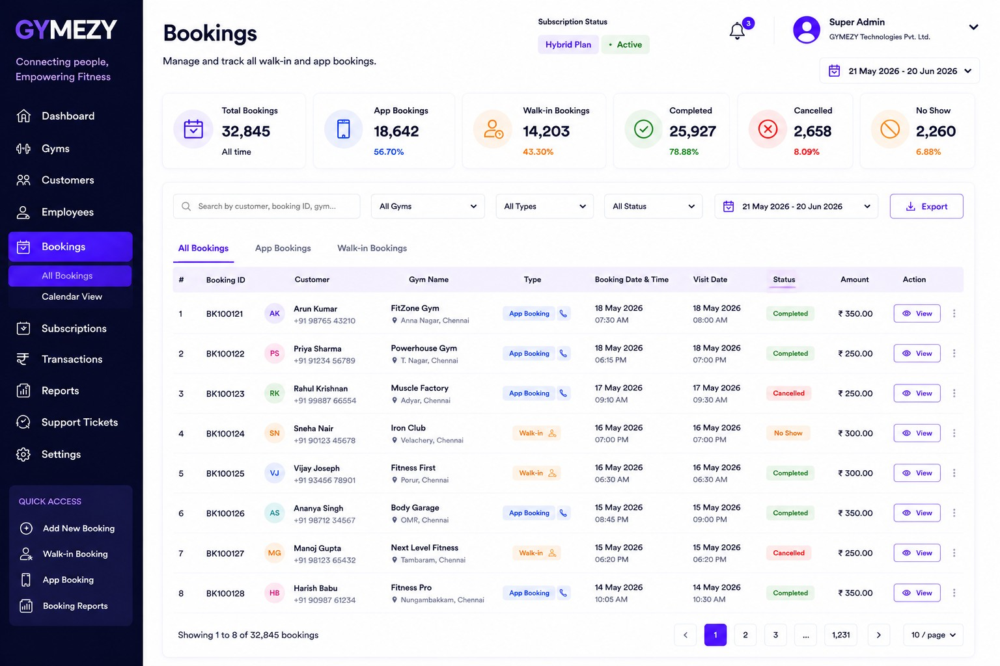 GYMEZY
Connecting people,
Empowering Fitness
Dashboard
Gyms
Customers
Employees
Bookings
All Bookings
Calendar View
Subscriptions
Transactions
Reports
Support Tickets
Settings
QUICK ACCESS
Add New Booking
Walk-in Booking
App Booking
Booking Reports
Bookings
Manage and track all walk-in and app bookings.
Subscription Status
Hybrid Plan • Active
3
Super Admin
GYMEZY Technologies Pvt. Ltd.
21 May 2026 - 20 Jun 2026
Total Bookings
32,845
All time
App Bookings
18,642
56.70%
Walk-in Bookings
14,203
43.30%
Completed
25,927
78.88%
Cancelled
2,658
8.09%
No Show
2,260
6.88%
Search by customer, booking ID, gym... All Gyms All Types All Status 21 May 2026 - 20 Jun 2026 Export
All Bookings App Bookings Walk-in Bookings
# Booking ID Customer Gym Name Type Booking Date & Time Visit Date Status Amount Action
1 BK100121 AK Arun Kumar FitZone Gym App Booking 18 May 2026 18 May 2026 Completed ₹ 350.00 View
+91 98765 43210 Anna Nagar, Chennai 07:30 AM 08:00 AM
2 BK100122 PS Priya Sharma Powerhouse Gym App Booking 18 May 2026 18 May 2026 Completed ₹ 250.00 View
+91 91234 56789 T. Nagar, Chennai 06:15 PM 07:00 PM
3 BK100123 RK Rahul Krishnan Muscle Factory App Booking 17 May 2026 17 May 2026 Cancelled ₹ 250.00 View
+91 99887 66554 Adyar, Chennai 09:10 AM 09:30 AM
4 BK100124 SN Sneha Nair Iron Club Walk-in 16 May 2026 16 May 2026 No Show ₹ 300.00 View
+91 90123 45678 Velachery, Chennai 07:00 PM 07:00 PM
5 BK100125 VJ Vijay Joseph Fitness First Walk-in 16 May 2026 16 May 2026 Completed ₹ 300.00 View
+91 93456 78901 Porur, Chennai 06:30 AM 06:30 AM
6 BK100126 AS Ananya Singh Body Garage App Booking 15 May 2026 15 May 2026 Completed ₹ 350.00 View
+91 98712 34567 OMR, Chennai 08:45 PM 09:00 PM
7 BK100127 MG Manoj Gupta Next Level Fitness Walk-in 15 May 2026 15 May 2026 Cancelled ₹ 250.00 View
+91 98123 65432 Tambaram, Chennai 06:20 PM 06:20 PM
8 BK100128 HB Harish Babu Fitness Pro App Booking 14 May 2026 14 May 2026 Completed ₹ 350.00 View
+91 90987 61234 Nungambakkam, Chennai 10:05 AM 10:30 AM
Showing 1 to 8 of 32,845 bookings < 1 2 3 ... 1,231 > 10 / page